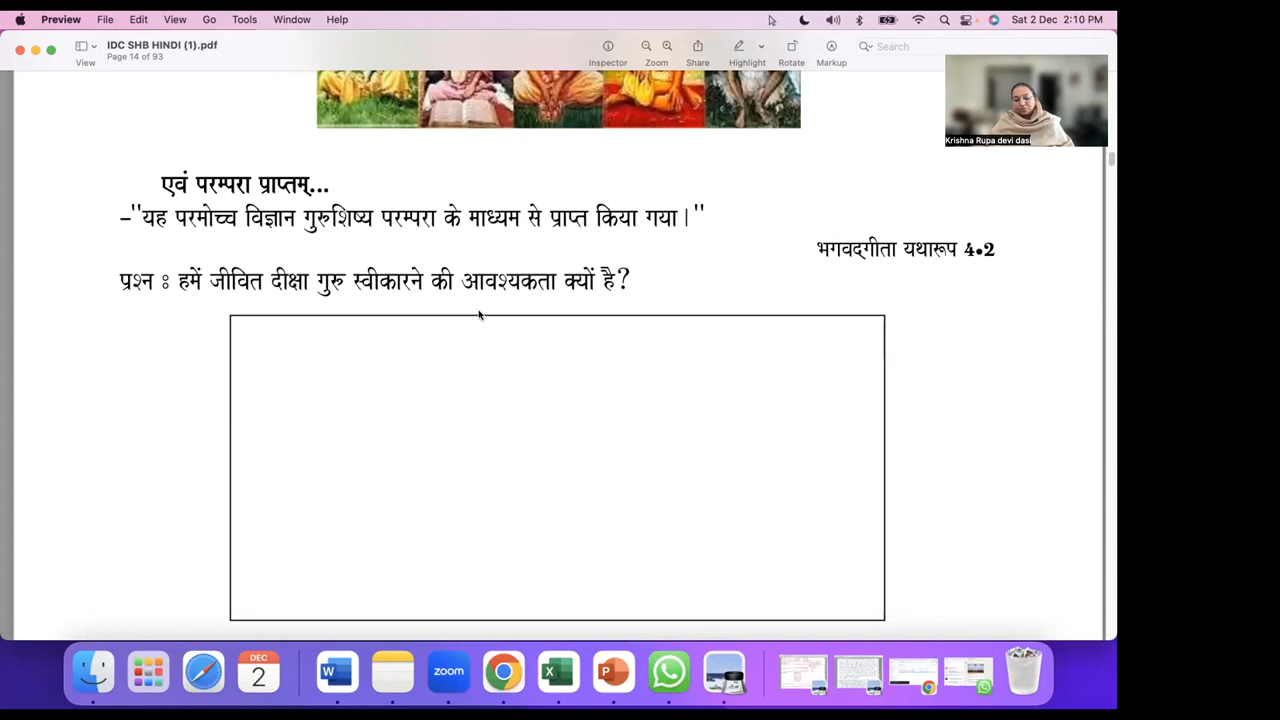 Preview File Edit View Go Tools Window Help Sat 2 Dec 2:10 PM
IDC SHB HINDI (1).pdf
Page 14 of 93
View Inspector Zoom Share Highlight Rotate Markup Search
Krishna Rupa devi dasi
एवं परम्परा प्राप्तम्...
-"यह परमोच्च विज्ञान गुरुशिष्य परम्परा के माध्यम से प्राप्त किया गया।"
भगवद्‌गीता यथारूप 4•2
प्रश्न : हमें जीवित दीक्षा गुरु स्वीकारने की आवश्यकता क्यों है?
DEC
2
W zoom X P